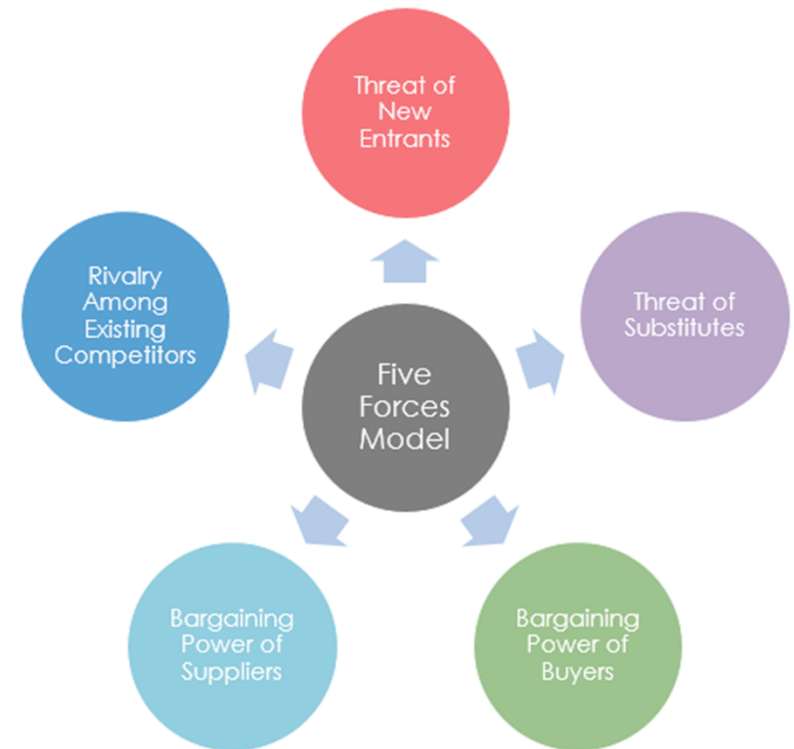 Threat of
New
Entrants
Rivalry
Among
Existing
Competitors
Threat of
Substitutes
Five
Forces
Model
Bargaining
Power of
Suppliers
Bargaining
Power of
Buyers